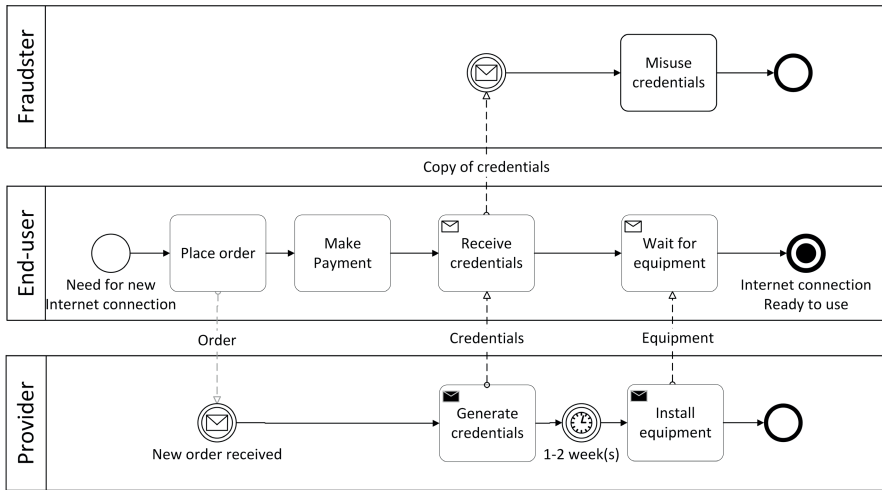 Fraudster
Misuse
credentials
Copy of credentials
End-user
Need for new
Internet connection
Place order
Make
Payment
Receive
credentials
Wait for
equipment
Internet connection
Ready to use
Order
Credentials
Equipment
Provider
New order received
Generate
credentials
1-2 week(s)
Install
equipment